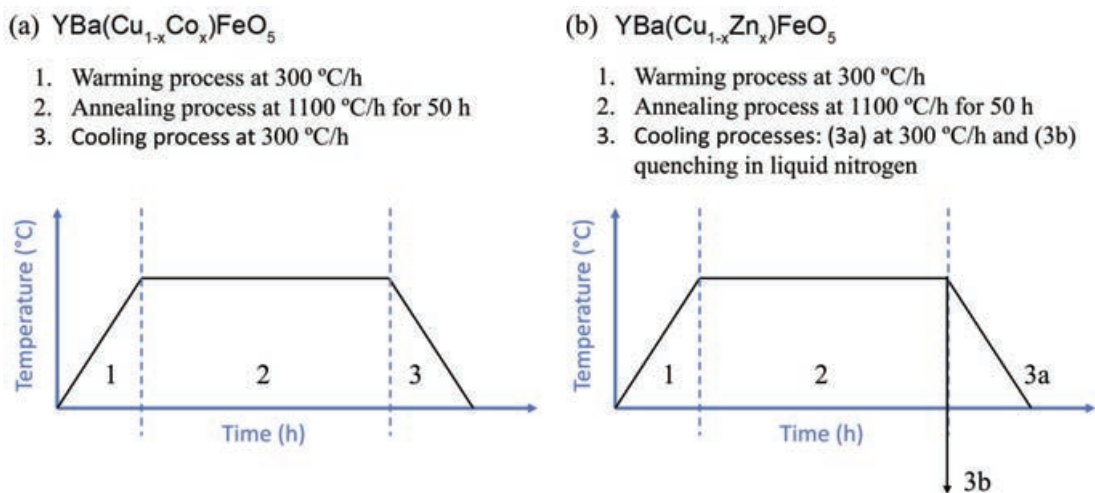 (a) YBa(Cu₁₋ₓCoₓ)FeO₅
1. Warming process at 300 ºC/h
2. Annealing process at 1100 ºC/h for 50 h
3. Cooling process at 300 ºC/h
Temperature (°C)
1
2
3
Time (h)
(b) YBa(Cu₁₋ₓZnₓ)FeO₅
1. Warming process at 300 ºC/h
2. Annealing process at 1100 ºC/h for 50 h
3. Cooling processes: (3a) at 300 ºC/h and (3b)
quenching in liquid nitrogen
Temperature (°C)
1
2
3a
Time (h)
3b